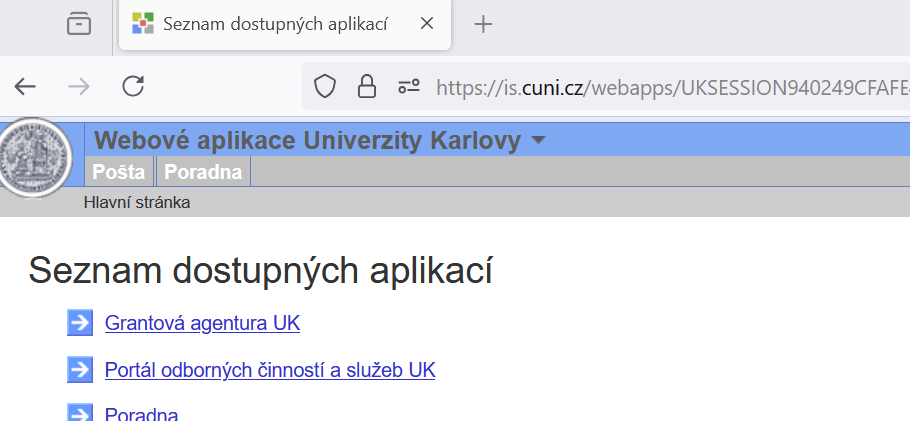 Seznam dostupných aplikací
https://is.cuni.cz/webapps/UKSESSION940249CFAFE
Webové aplikace Univerzity Karlovy
Pošta Poradna
Hlavní stránka
Seznam dostupných aplikací
Grantová agentura UK
Portál odborných činností a služeb UK
Poradna